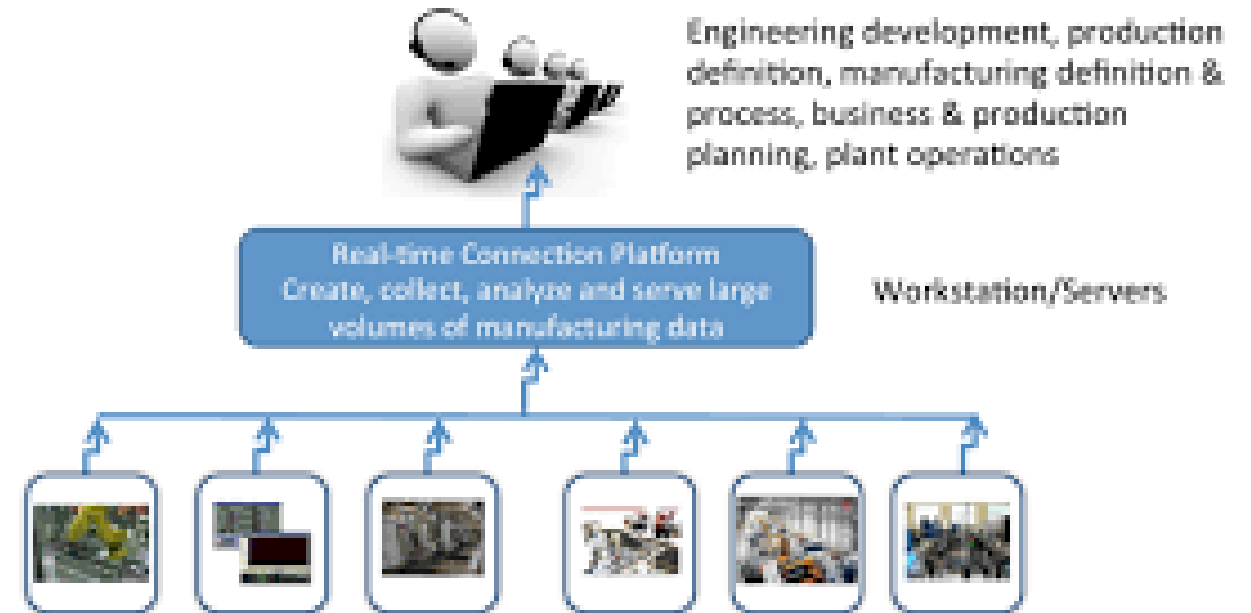 Engineering development, production
definition, manufacturing definition &
process, business & production
planning, plant operations
Real-time Connection Platform
Create, collect, analyze and serve large
volumes of manufacturing data
Workstation/Servers